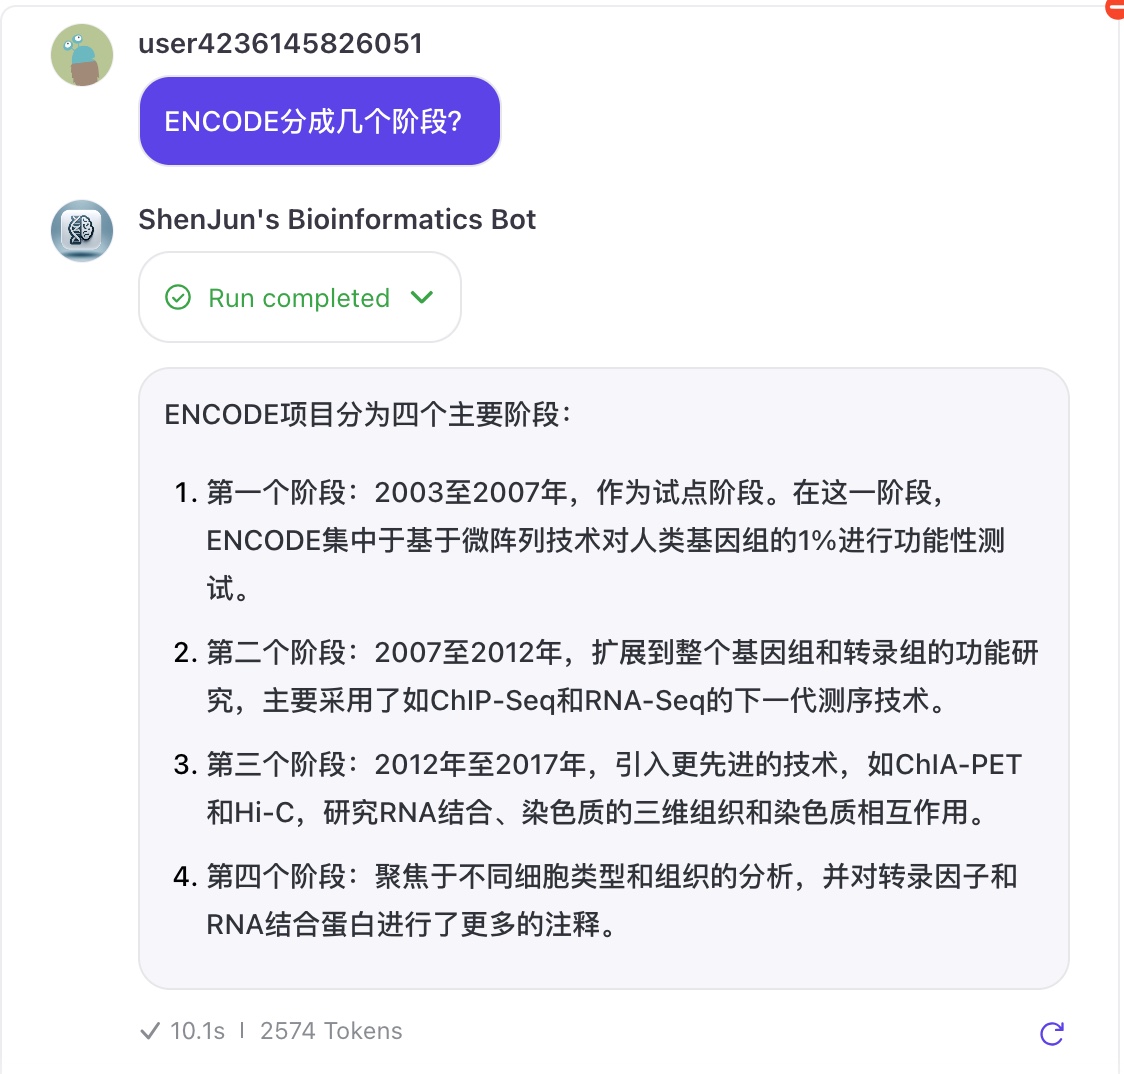 user4236145826051
ENCODE分成几个阶段?
ShenJun's Bioinformatics Bot
Run completed
ENCODE项目分为四个主要阶段：
1. 第一个阶段：2003至2007年，作为试点阶段。在这一阶段，
ENCODE集中于基于微阵列技术对人类基因组的1%进行功能性测
试。
2. 第二个阶段：2007至2012年，扩展到整个基因组和转录组的功能研
究，主要采用了如ChIP-Seq和RNA-Seq的下一代测序技术。
3. 第三个阶段：2012年至2017年，引入更先进的技术，如ChIA-PET
和Hi-C，研究RNA结合、染色质的三维组织和染色质相互作用。
4. 第四个阶段：聚焦于不同细胞类型和组织的分析，并对转录因子和
RNA结合蛋白进行了更多的注释。
10.1s | 2574 Tokens